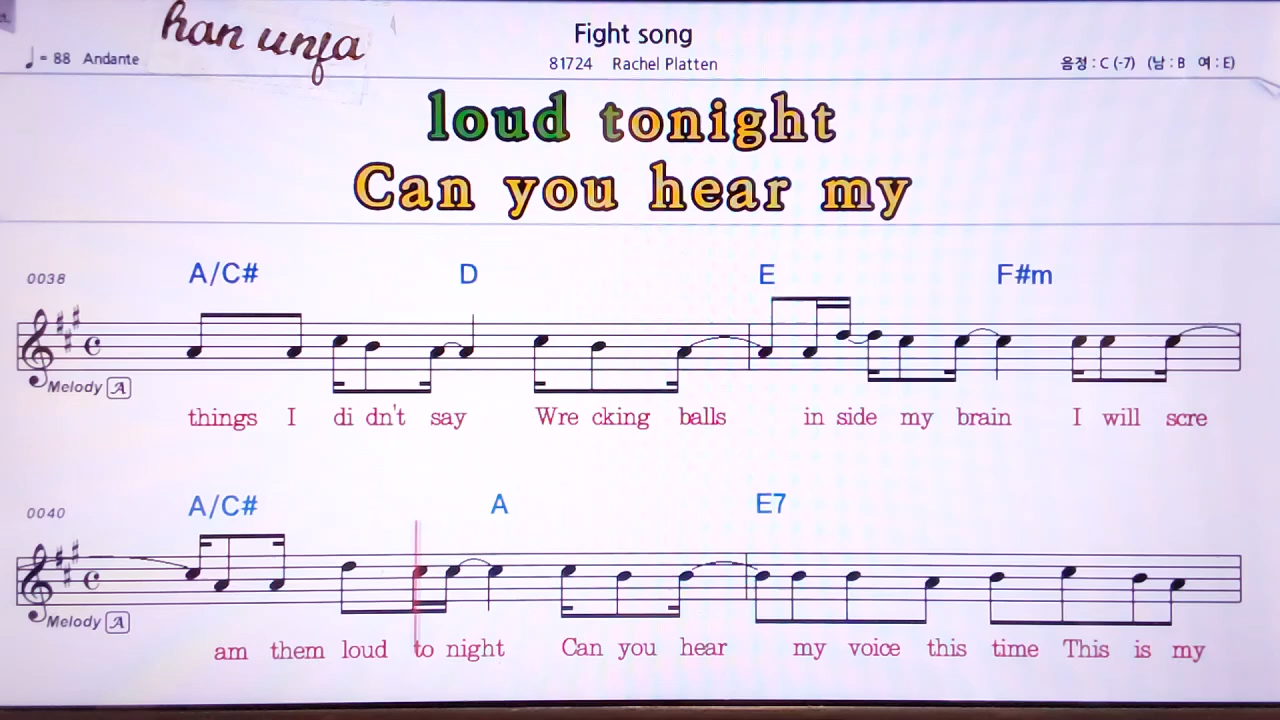 han unfa
Fight song
♩ = 88 Andante
81724 Rachel Platten
음정 : C (-7) (남 : B 여 : E)
loud tonight
Can you hear my
0038
A/C# D E F#m
Melody A
things I di dn't say Wre cking balls in side my brain I will scre
0040
A/C# A E7
Melody A
am them loud to night Can you hear my voice this time This is my